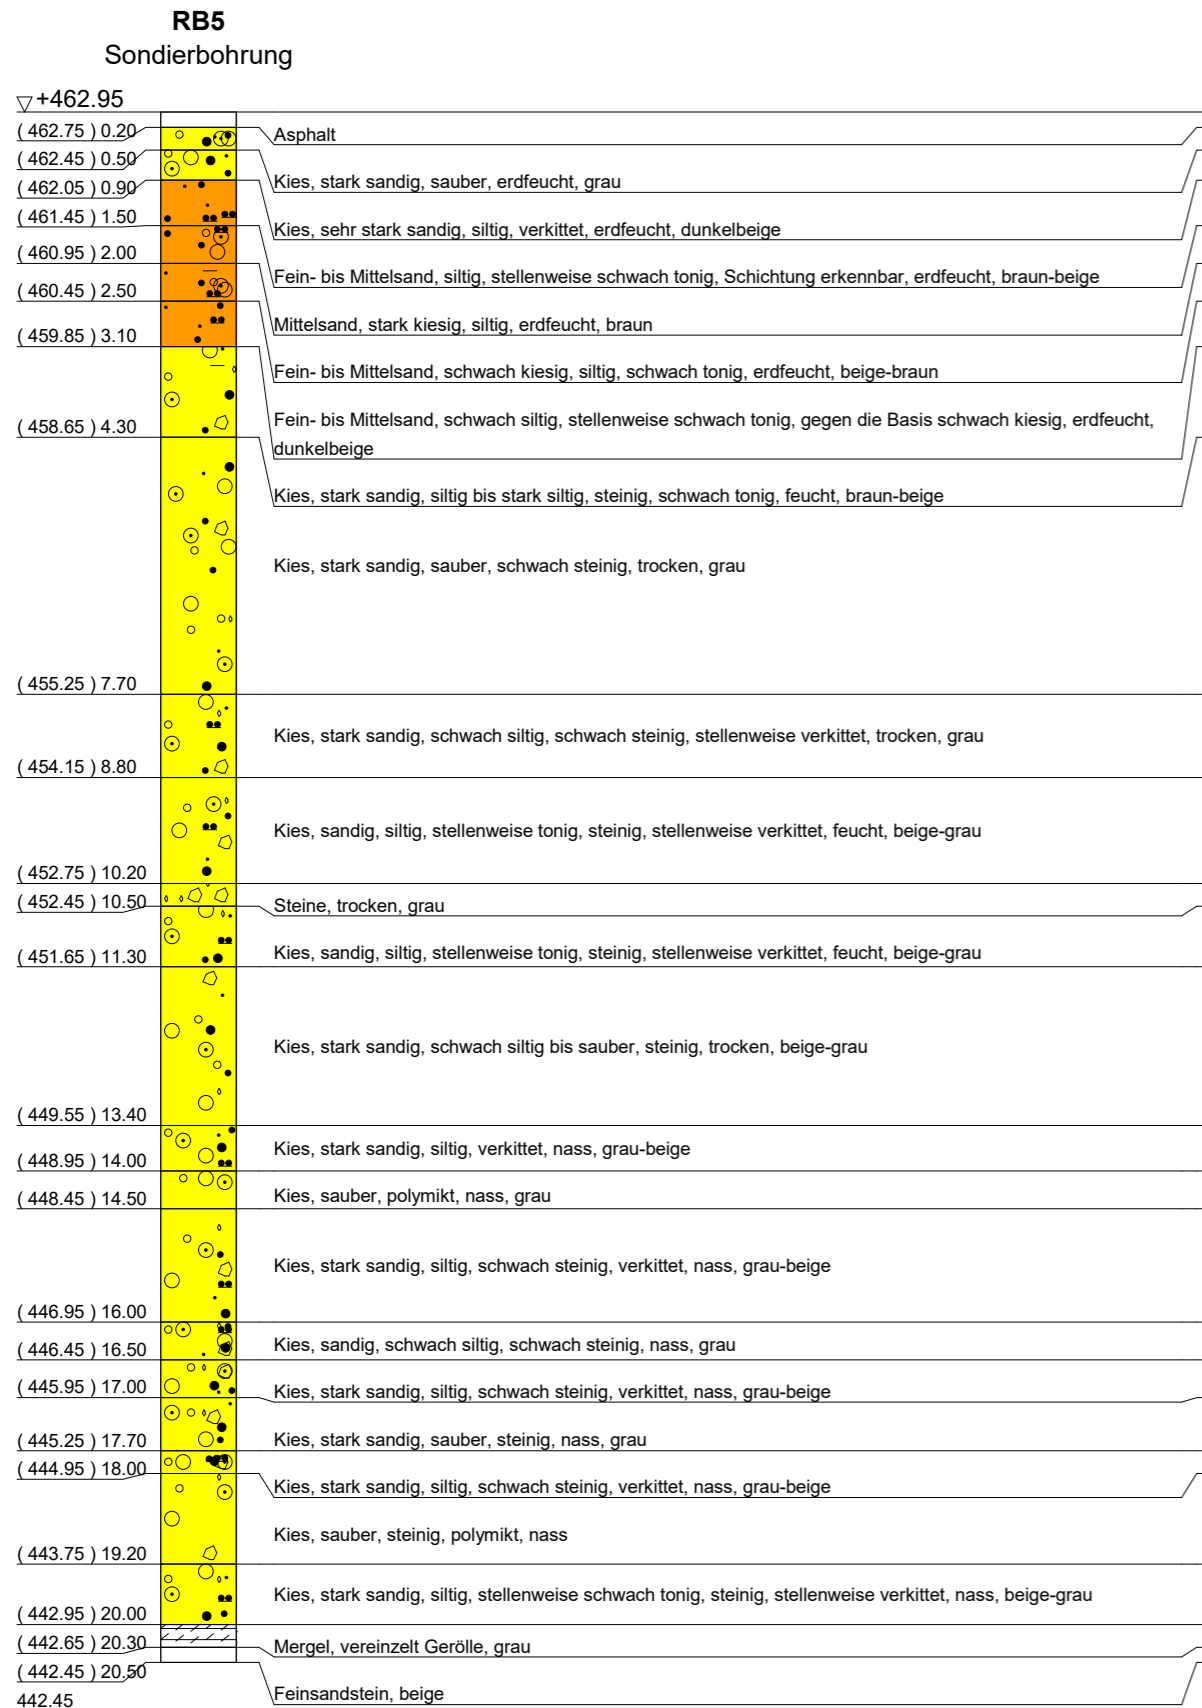 RB5
Sondierbohrung
+462.95
( 462.75 ) 0.20
Asphalt
( 462.45 ) 0.50
Kies, stark sandig, sauber, erdfeucht, grau
( 462.05 ) 0.90
Kies, sehr stark sandig, siltig, verkittet, erdfeucht, dunkelbeige
( 461.45 ) 1.50
Fein- bis Mittelsand, siltig, stellenweise schwach tonig, Schichtung erkennbar, erdfeucht, braun-beige
( 460.95 ) 2.00
Mittelsand, stark kiesig, siltig, erdfeucht, braun
( 460.45 ) 2.50
Fein- bis Mittelsand, schwach kiesig, siltig, schwach tonig, erdfeucht, beige-braun
( 459.85 ) 3.10
Fein- bis Mittelsand, schwach siltig, stellenweise schwach tonig, gegen die Basis schwach kiesig, erdfeucht,
dunkelbeige
( 458.65 ) 4.30
Kies, stark sandig, siltig bis stark siltig, steinig, schwach tonig, feucht, braun-beige
Kies, stark sandig, sauber, schwach steinig, trocken, grau
( 455.25 ) 7.70
Kies, stark sandig, schwach siltig, schwach steinig, stellenweise verkittet, trocken, grau
( 454.15 ) 8.80
Kies, sandig, siltig, stellenweise tonig, steinig, stellenweise verkittet, feucht, beige-grau
( 452.75 ) 10.20
( 452.45 ) 10.50
Steine, trocken, grau
( 451.65 ) 11.30
Kies, sandig, siltig, stellenweise tonig, steinig, stellenweise verkittet, feucht, beige-grau
Kies, stark sandig, schwach siltig bis sauber, steinig, trocken, beige-grau
( 449.55 ) 13.40
Kies, stark sandig, siltig, verkittet, nass, grau-beige
( 448.95 ) 14.00
Kies, sauber, polymikt, nass, grau
( 448.45 ) 14.50
Kies, stark sandig, siltig, schwach steinig, verkittet, nass, grau-beige
( 446.95 ) 16.00
Kies, sandig, schwach siltig, schwach steinig, nass, grau
( 446.45 ) 16.50
Kies, stark sandig, siltig, schwach steinig, verkittet, nass, grau-beige
( 445.95 ) 17.00
Kies, stark sandig, sauber, steinig, nass, grau
( 445.25 ) 17.70
( 444.95 ) 18.00
Kies, stark sandig, siltig, schwach steinig, verkittet, nass, grau-beige
Kies, sauber, steinig, polymikt, nass
( 443.75 ) 19.20
Kies, stark sandig, siltig, stellenweise schwach tonig, steinig, stellenweise verkittet, nass, beige-grau
( 442.95 ) 20.00
( 442.65 ) 20.30
Mergel, vereinzelt Gerölle, grau
( 442.45 ) 20.50
Feinsandstein, beige
442.45